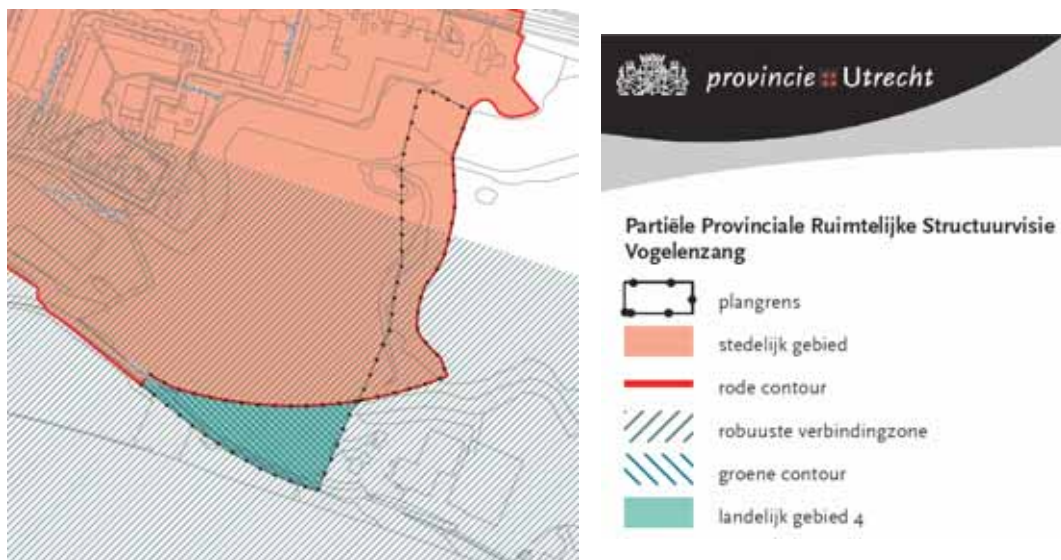 provincie Utrecht
Partiële Provinciale Ruimtelijke Structuurvisie
Vogelenzang
plangrens
stedelijk gebied
rode contour
robuuste verbindingzone
groene contour
landelijk gebied 4